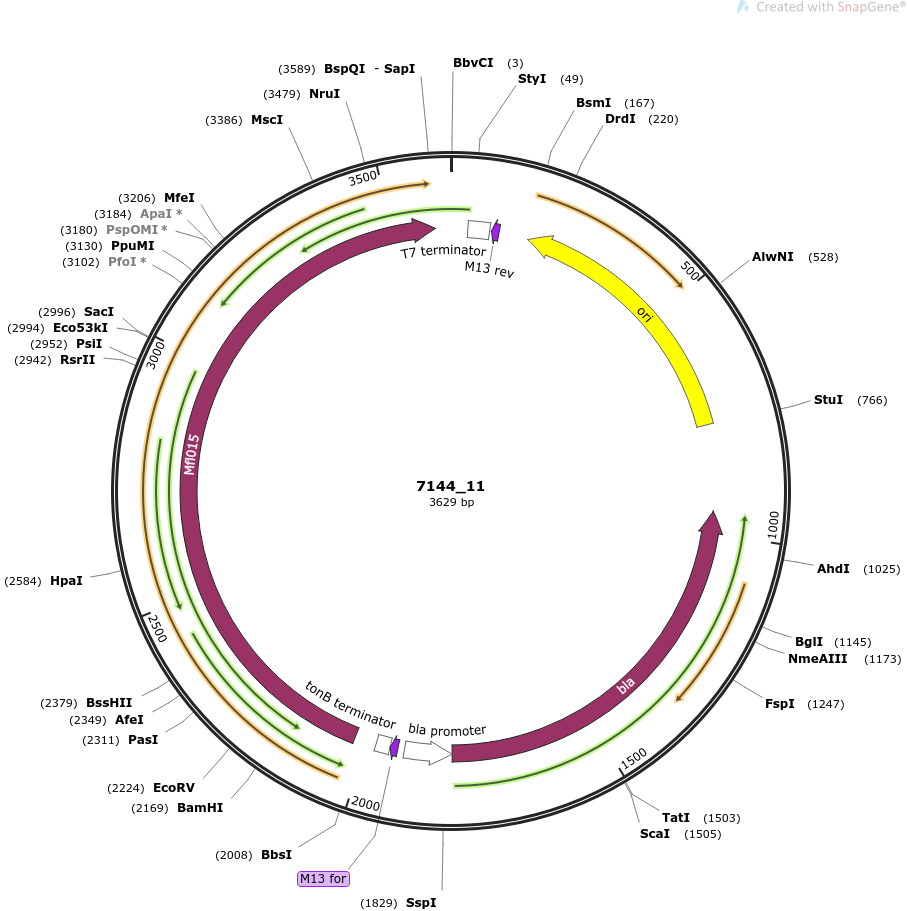 Created with SnapGene®
(3589) BspQI - SapI
BbvCI (3)
StyI (49)
(3479) NruI
BsmI (167)
(3386) MscI
DrdI (220)
3500
(3206) MfeI
(3184) ApaI *
(3180) PspOMI *
(3130) PpuMI
(3102) PfoI *
T7 terminator
M13 rev
AlwNI (528)
500
ori
(2996) SacI
(2994) Eco53kI
(2952) PsiI
(2942) RsrII
3000
StuI (766)
Mfl015
7144_11
3629 bp
1000
AhdI (1025)
(2584) HpaI
2500
BglI (1145)
NmeAIII (1173)
FspI (1247)
bla
tonB terminator
bla promoter
(2379) BssHII
(2349) AfeI
(2311) PasI
1500
(2224) EcoRV
(2169) BamHI
2000
TatI (1503)
ScaI (1505)
(2008) BbsI
M13 for
(1829) SspI